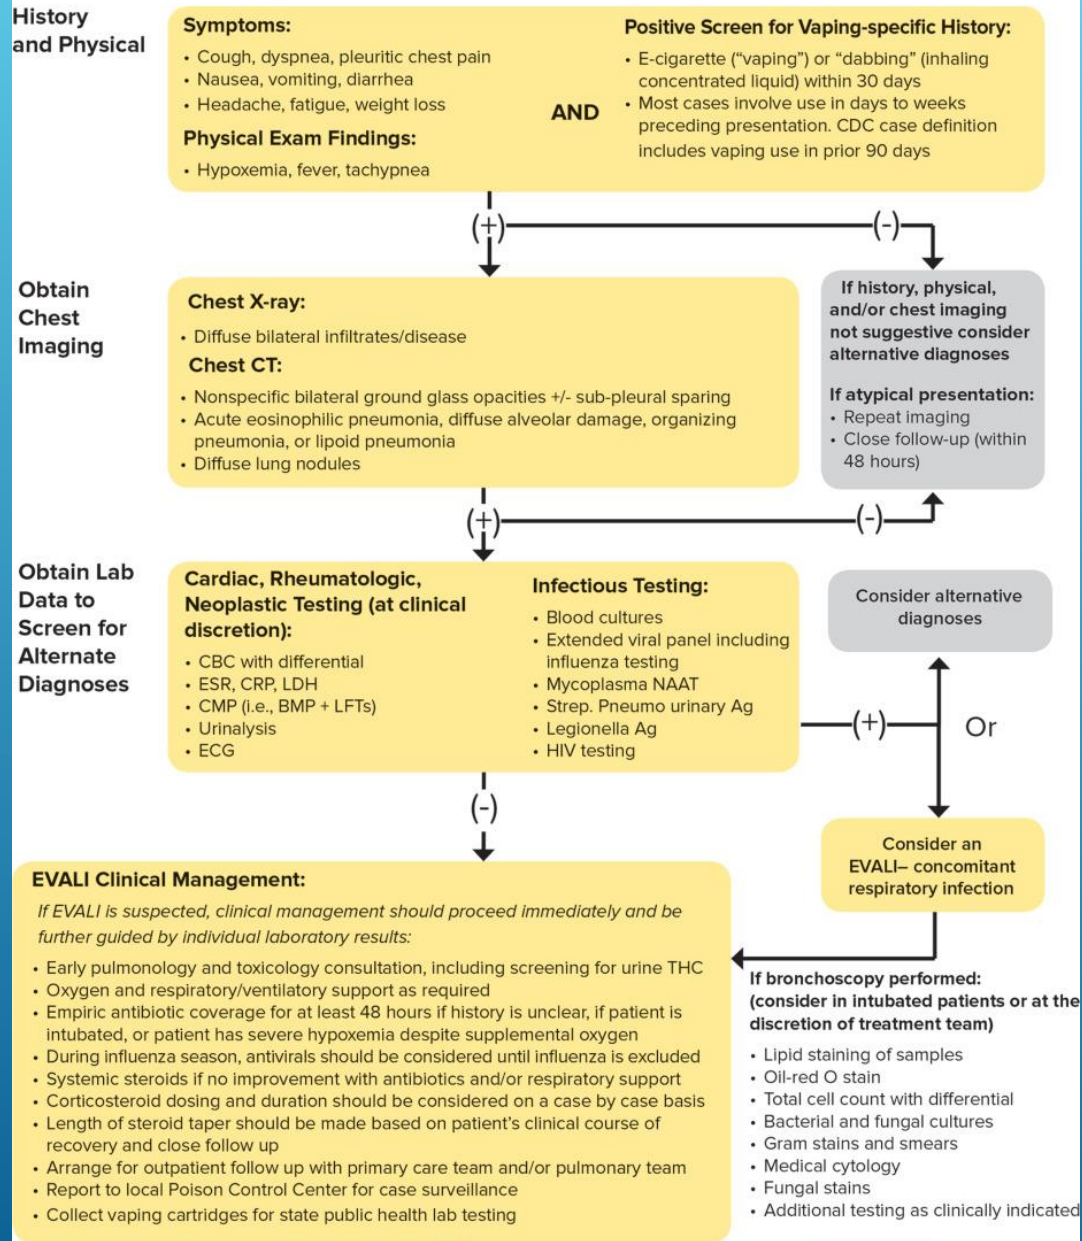 History
and Physical
Symptoms:
• Cough, dyspnea, pleuritic chest pain
• Nausea, vomiting, diarrhea
• Headache, fatigue, weight loss
Physical Exam Findings:
• Hypoxemia, fever, tachypnea
AND
Positive Screen for Vaping-specific History:
• E-cigarette (“vaping”) or “dabbing” (inhaling
concentrated liquid) within 30 days
• Most cases involve use in days to weeks
preceding presentation. CDC case definition
includes vaping use in prior 90 days
(+)
(-)
Obtain
Chest
Imaging
Chest X-ray:
• Diffuse bilateral infiltrates/disease
Chest CT:
• Nonspecific bilateral ground glass opacities +/- sub-pleural sparing
• Acute eosinophilic pneumonia, diffuse alveolar damage, organizing
pneumonia, or lipoid pneumonia
• Diffuse lung nodules
If history, physical,
and/or chest imaging
not suggestive consider
alternative diagnoses
If atypical presentation:
• Repeat imaging
• Close follow-up (within
48 hours)
(+)
(-)
Obtain Lab
Data to
Screen for
Alternate
Diagnoses
Cardiac, Rheumatologic,
Neoplastic Testing (at clinical
discretion):
• CBC with differential
• ESR, CRP, LDH
• CMP (i.e., BMP + LFTs)
• Urinalysis
• ECG
Infectious Testing:
• Blood cultures
• Extended viral panel including
influenza testing
• Mycoplasma NAAT
• Strep. Pneumo urinary Ag
• Legionella Ag
• HIV testing
Consider alternative
diagnoses
(+)
Or
(-)
Consider an
EVALI– concomitant
respiratory infection
EVALI Clinical Management:
If EVALI is suspected, clinical management should proceed immediately and be
further guided by individual laboratory results:
• Early pulmonology and toxicology consultation, including screening for urine THC
• Oxygen and respiratory/ventilatory support as required
• Empiric antibiotic coverage for at least 48 hours if history is unclear, if patient is
intubated, or patient has severe hypoxemia despite supplemental oxygen
• During influenza season, antivirals should be considered until influenza is excluded
• Systemic steroids if no improvement with antibiotics and/or respiratory support
• Corticosteroid dosing and duration should be considered on a case by case basis
• Length of steroid taper should be made based on patient’s clinical course of
recovery and close follow up
• Arrange for outpatient follow up with primary care team and/or pulmonary team
• Report to local Poison Control Center for case surveillance
• Collect vaping cartridges for state public health lab testing
If bronchoscopy performed:
(consider in intubated patients or at the
discretion of treatment team)
• Lipid staining of samples
• Oil-red O stain
• Total cell count with differential
• Bacterial and fungal cultures
• Gram stains and smears
• Medical cytology
• Fungal stains
• Additional testing as clinically indicated